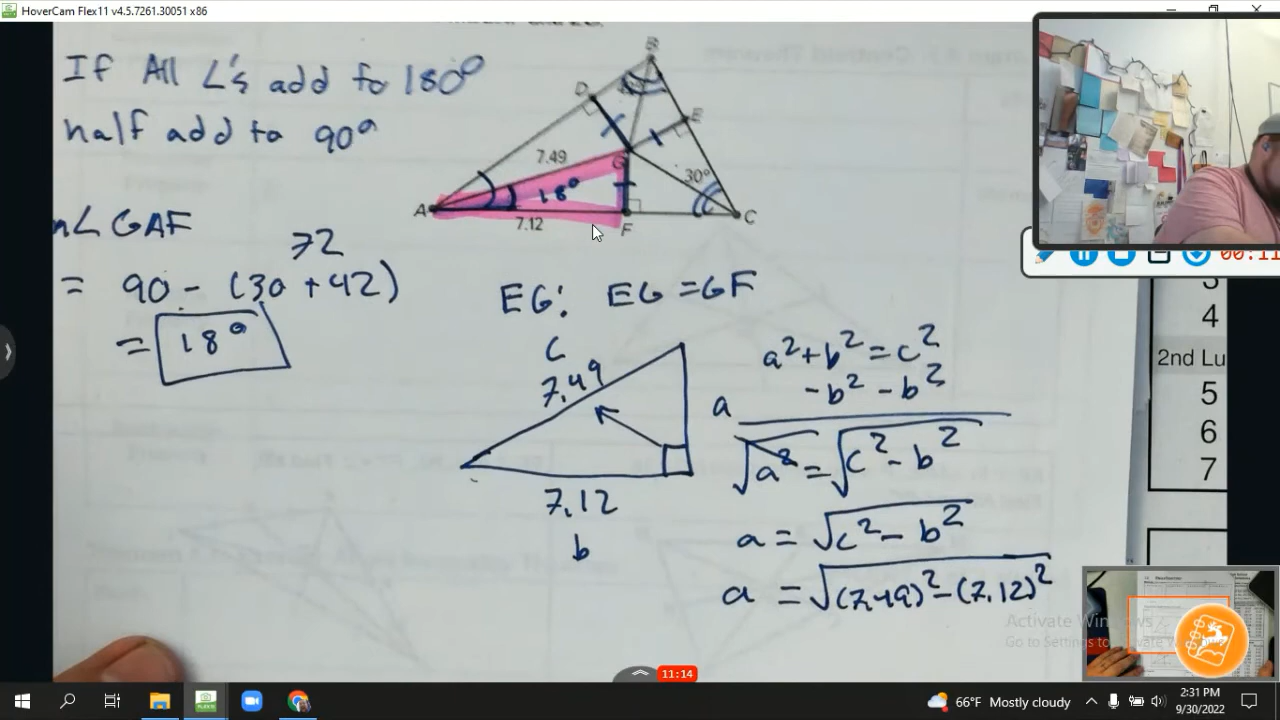 HoverCam Flex11 v4.5.7261.30051 x86
If All ∠'s add to 180°
half add to 90°
B
D
E
7.49
G
18°
30°
A
7.12
F
C
m∠ GAF
72
= 90 - (30 + 42)
= 18°
EG: EG = GF
c
7.49
a
7.12
b
a² + b² = c²
- b² - b²
√a² = √c² - b²
a = √c² - b²
a = √(7.49)² - (7.12)²
00:11
3
4
2nd Lu
5
6
7
Activate Windows
Go to Settings to activate Windows
11:14
66°F Mostly cloudy
2:31 PM
9/30/2022